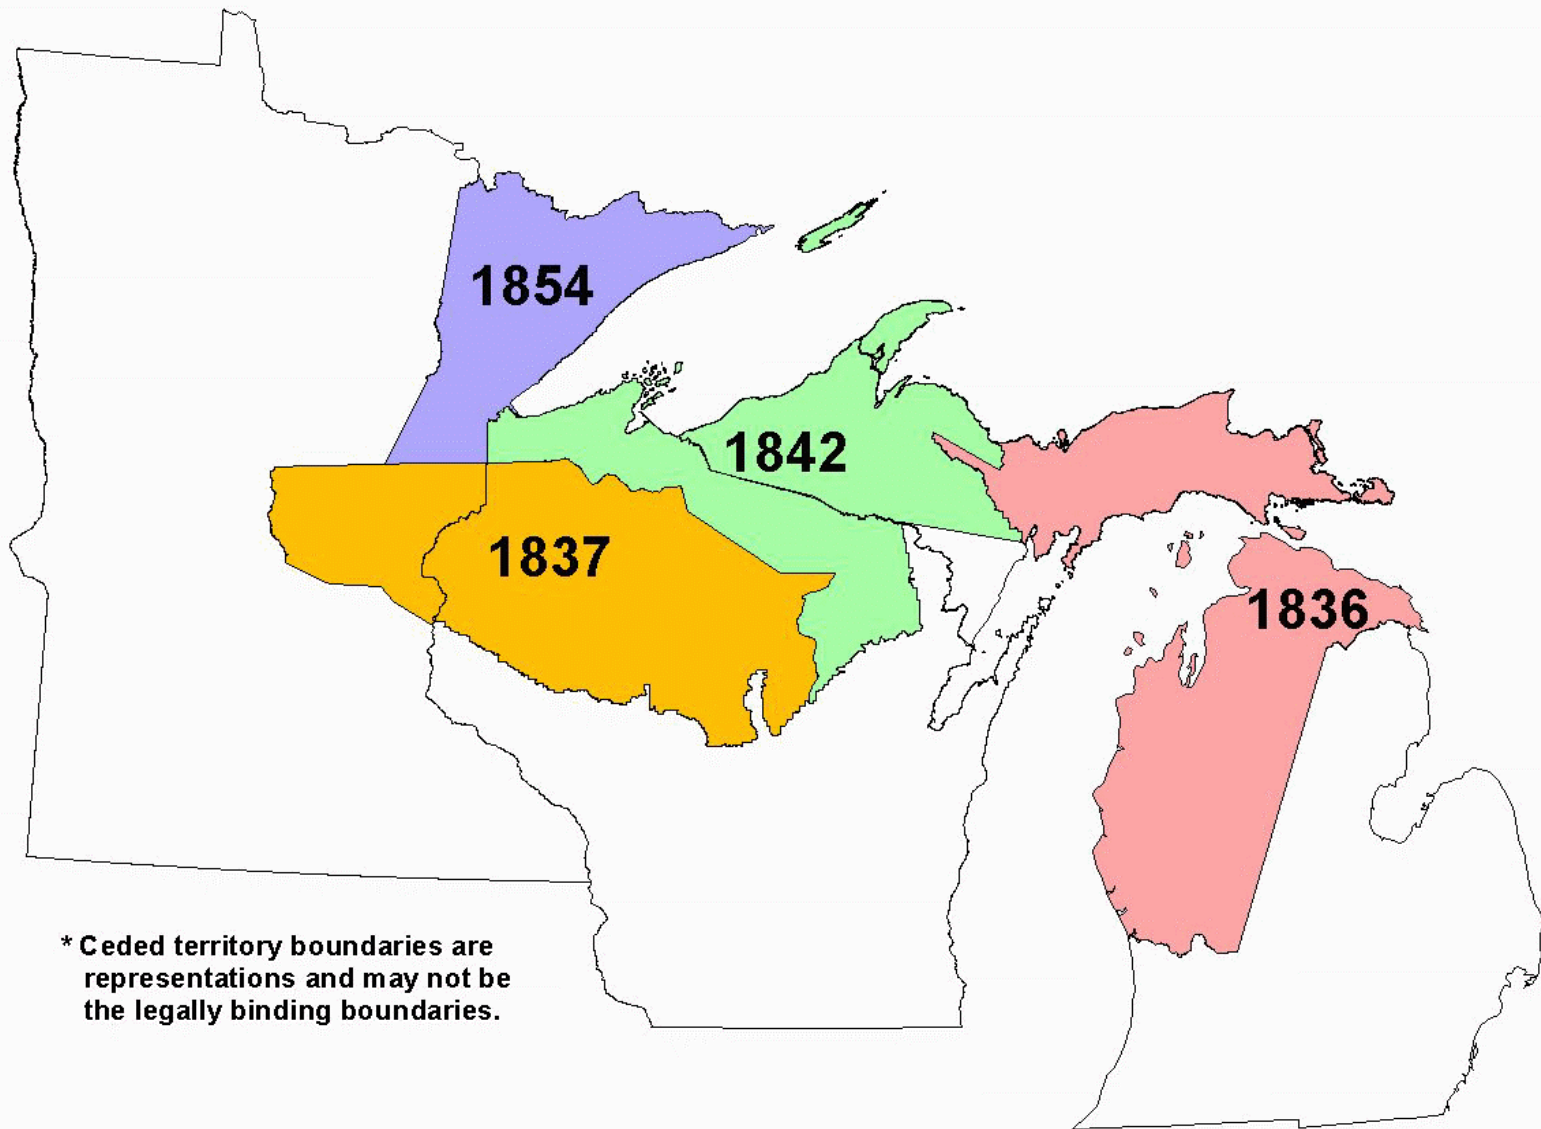 1854
1842
1837
1836
* Ceded territory boundaries are
representations and may not be
the legally binding boundaries.